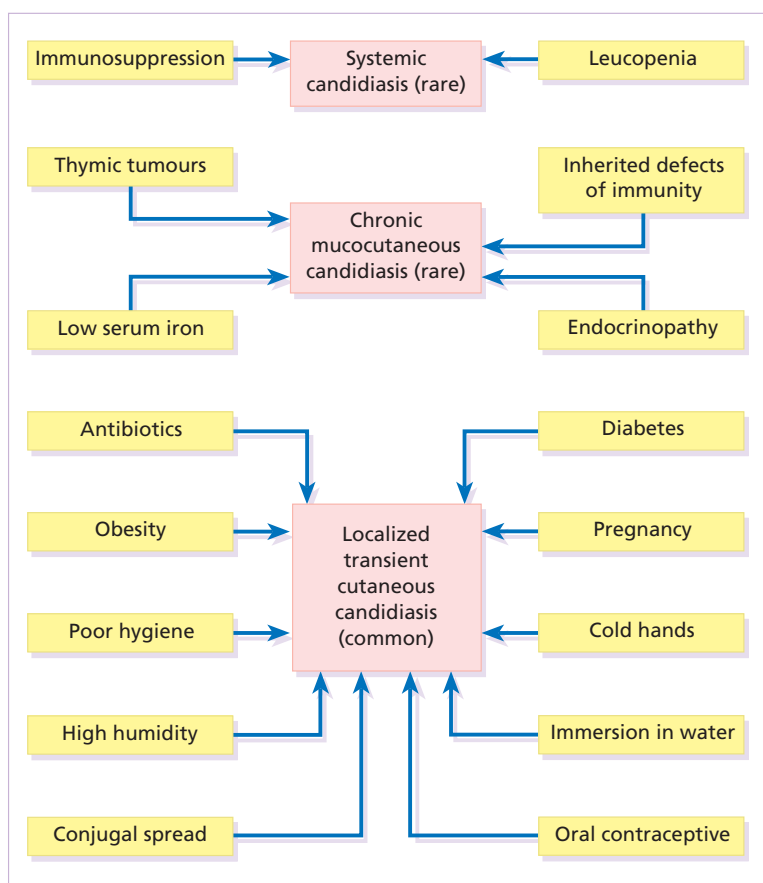 Immunosuppression
Systemic
candidiasis (rare)
Leucopenia
Thymic tumours
Inherited defects
of immunity
Chronic
mucocutaneous
candidiasis (rare)
Low serum iron
Endocrinopathy
Antibiotics
Diabetes
Obesity
Localized
transient
cutaneous
candidiasis
(common)
Pregnancy
Poor hygiene
Cold hands
High humidity
Immersion in water
Conjugal spread
Oral contraceptive